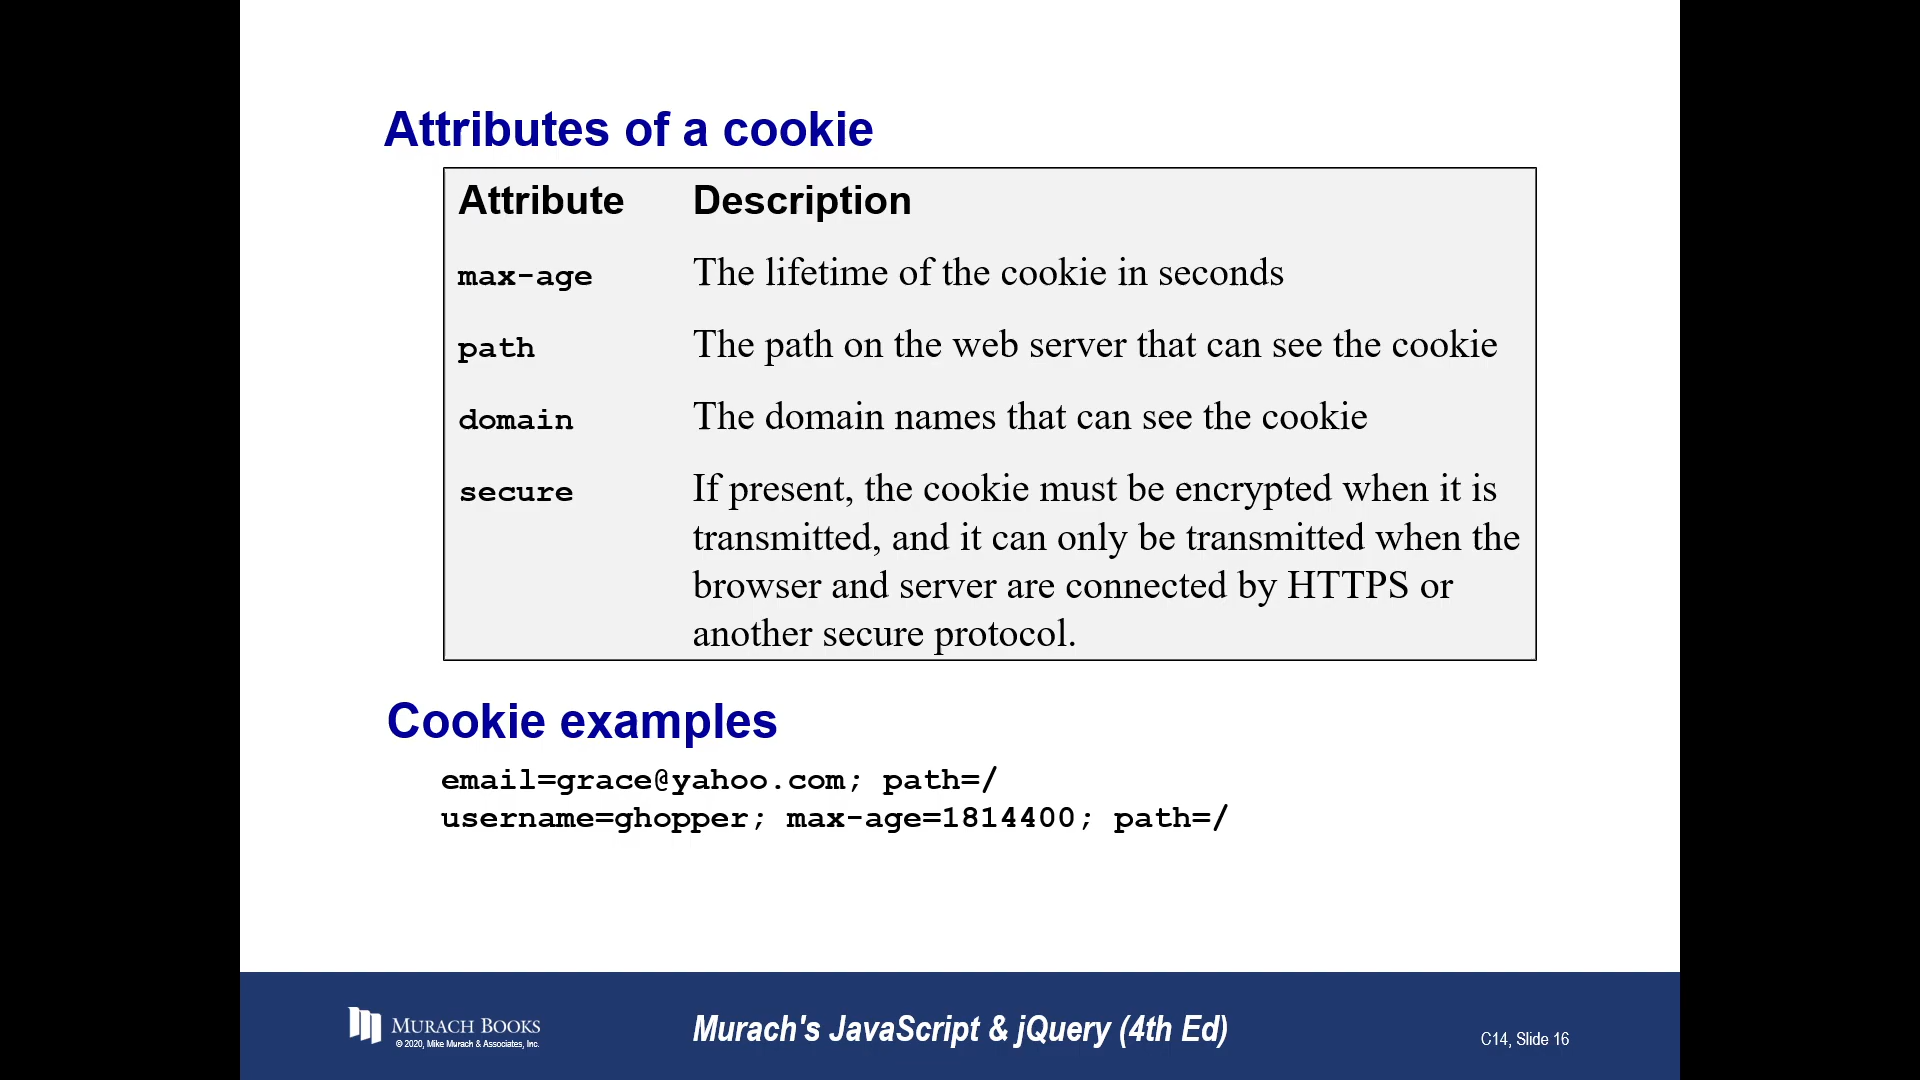 Attributes of a cookie
Attribute Description
max-age The lifetime of the cookie in seconds
path The path on the web server that can see the cookie
domain The domain names that can see the cookie
secure If present, the cookie must be encrypted when it is
transmitted, and it can only be transmitted when the
browser and server are connected by HTTPS or
another secure protocol.
Cookie examples
email=grace@yahoo.com; path=/
username=ghopper; max-age=1814400; path=/
MURACH BOOKS
© 2020, Mike Murach & Associates, Inc.
Murach's JavaScript & jQuery (4th Ed)
C14, Slide 16